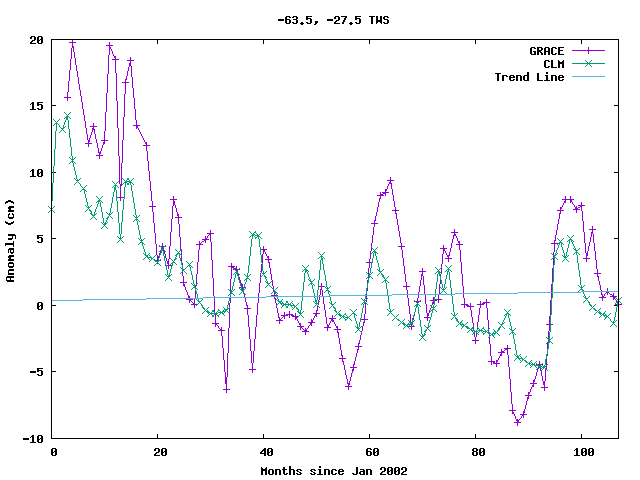 -63.5, -27.5 TWS
GRACE
CLM
Trend Line
20
15
10
5
0
-5
-10
Anomaly (cm)
0 20 40 60 80 100
Months since Jan 2002